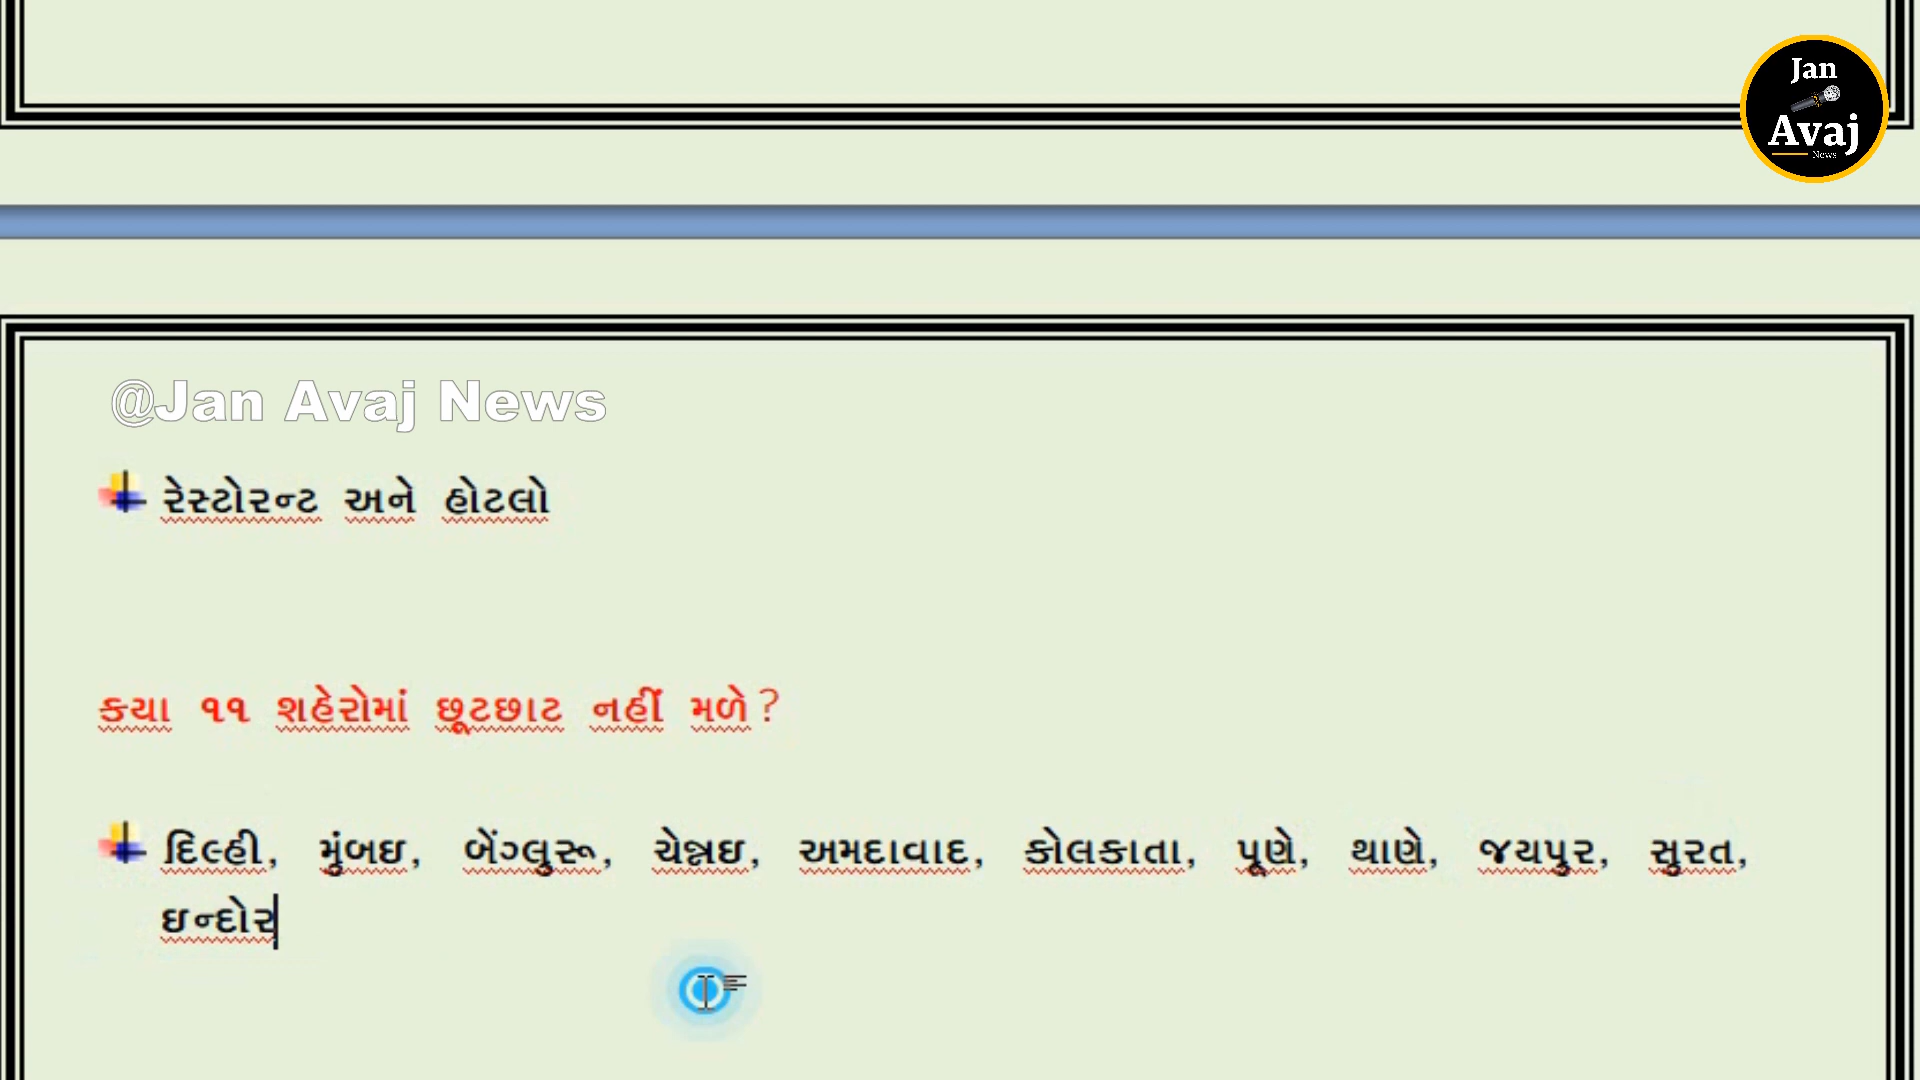 Jan
Avaj
News
@Jan Avaj News
રેસ્ટોરન્ટ અને હોટલો
કયા ૧૧ શહેરોમાં છૂટછાટ નહીં મળે?
દિલ્હી, મુંબઇ, બેંગ્લુરૂ, ચેન્નઇ, અમદાવાદ, કોલકાતા, પૂણે, થાણે, જયપુર, સુરત,
ઇન્દોર